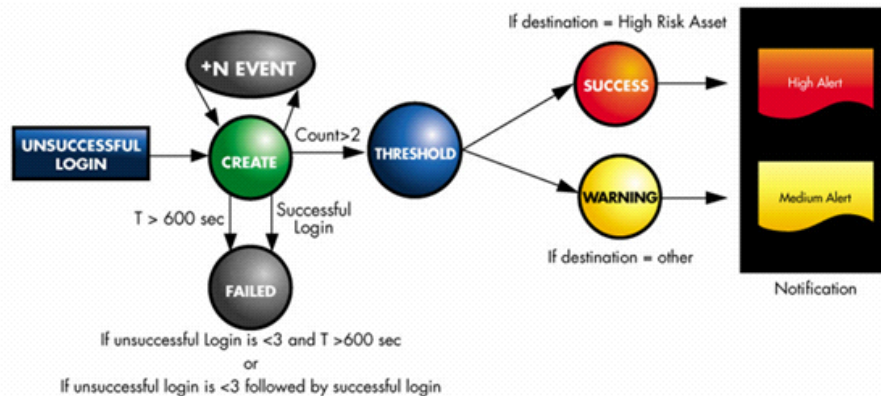 If destination = High Risk Asset
+N EVENT
SUCCESS
High Alert
Count>2
UNSUCCESSFUL
LOGIN
CREATE
THRESHOLD
T > 600 sec
Successful
Login
WARNING
Medium Alert
If destination = other
FAILED
Notification
If unsuccessful Login is <3 and T >600 sec
or
If unsuccessful login is <3 followed by successful login